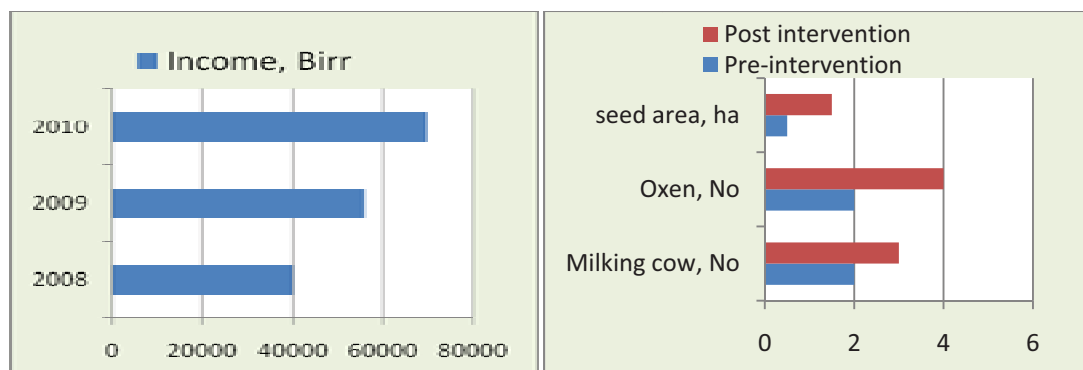 Income, Birr
2010
2009
2008
0 20000 40000 60000 80000
Post intervention
Pre-intervention
seed area, ha
Oxen, No
Milking cow, No
0 2 4 6